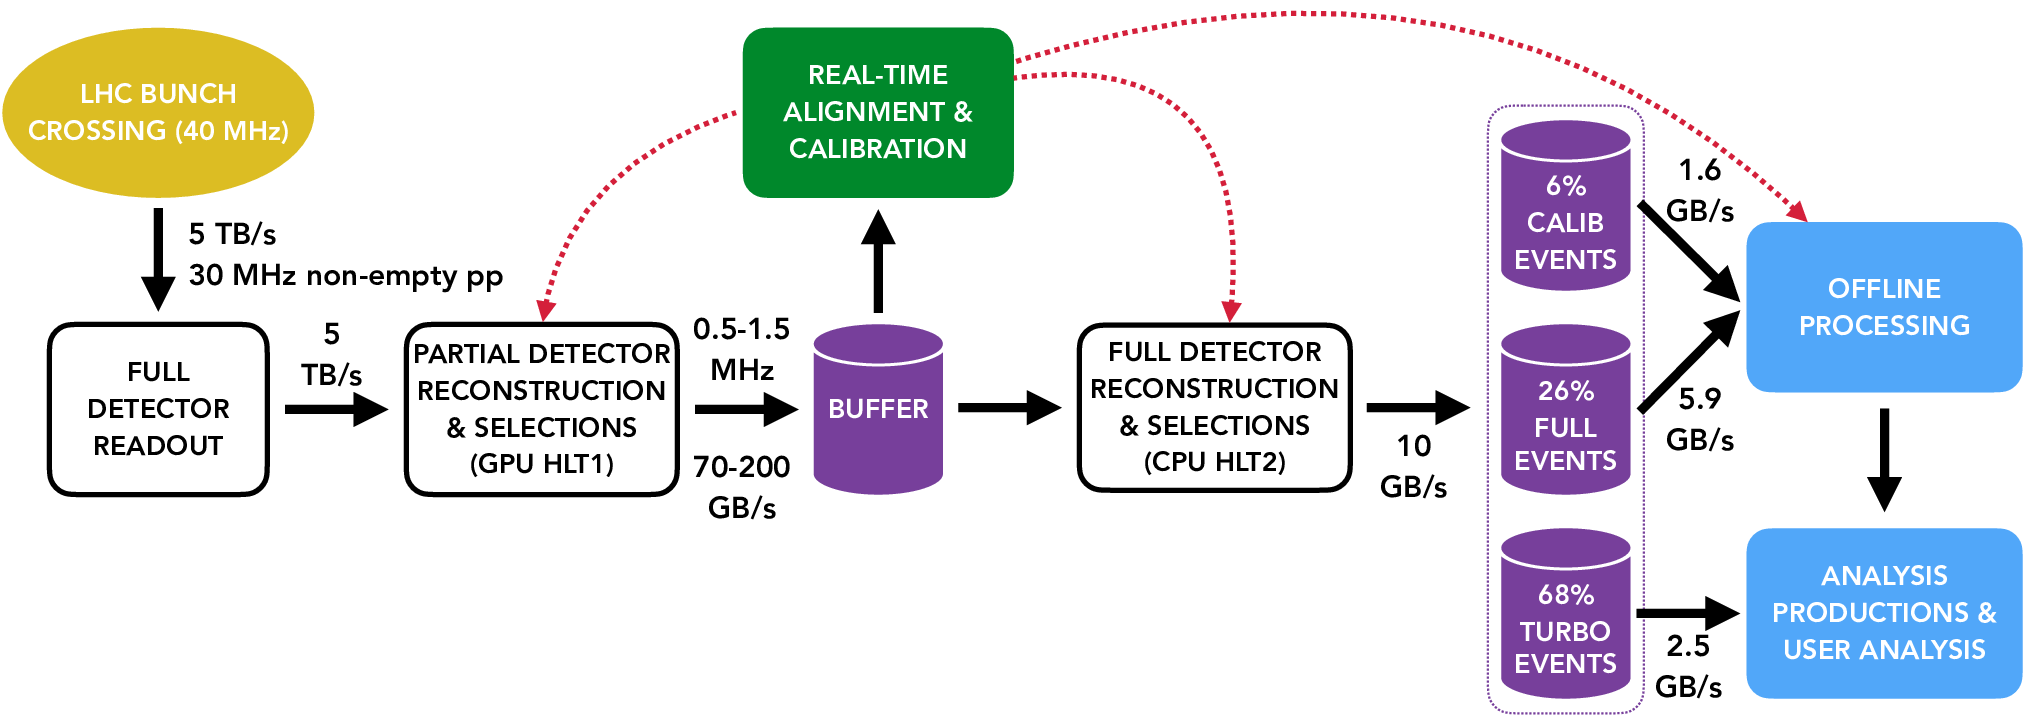 LHC BUNCH
CROSSING (40 MHz)
5 TB/s
30 MHz non-empty pp
FULL
DETECTOR
READOUT
5
TB/s
PARTIAL DETECTOR
RECONSTRUCTION
& SELECTIONS
(GPU HLT1)
0.5-1.5
MHz
70-200
GB/s
BUFFER
REAL-TIME
ALIGNMENT &
CALIBRATION
FULL DETECTOR
RECONSTRUCTION
& SELECTIONS
(CPU HLT2)
10
GB/s
6%
CALIB
EVENTS
26%
FULL
EVENTS
68%
TURBO
EVENTS
1.6
GB/s
5.9
GB/s
2.5
GB/s
OFFLINE
PROCESSING
ANALYSIS
PRODUCTIONS &
USER ANALYSIS